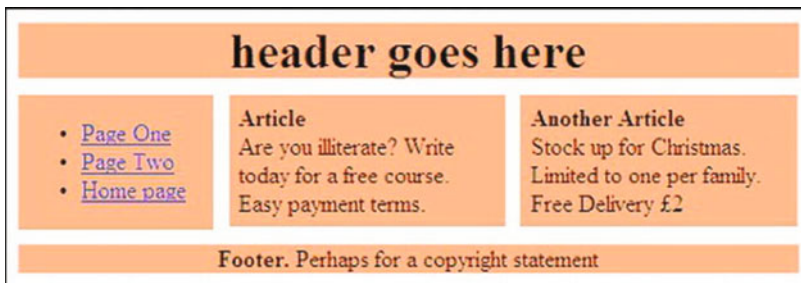 header goes here
• Page One
• Page Two
• Home page
Article
Are you illiterate? Write
today for a free course.
Easy payment terms.
Another Article
Stock up for Christmas.
Limited to one per family.
Free Delivery £2
Footer. Perhaps for a copyright statement